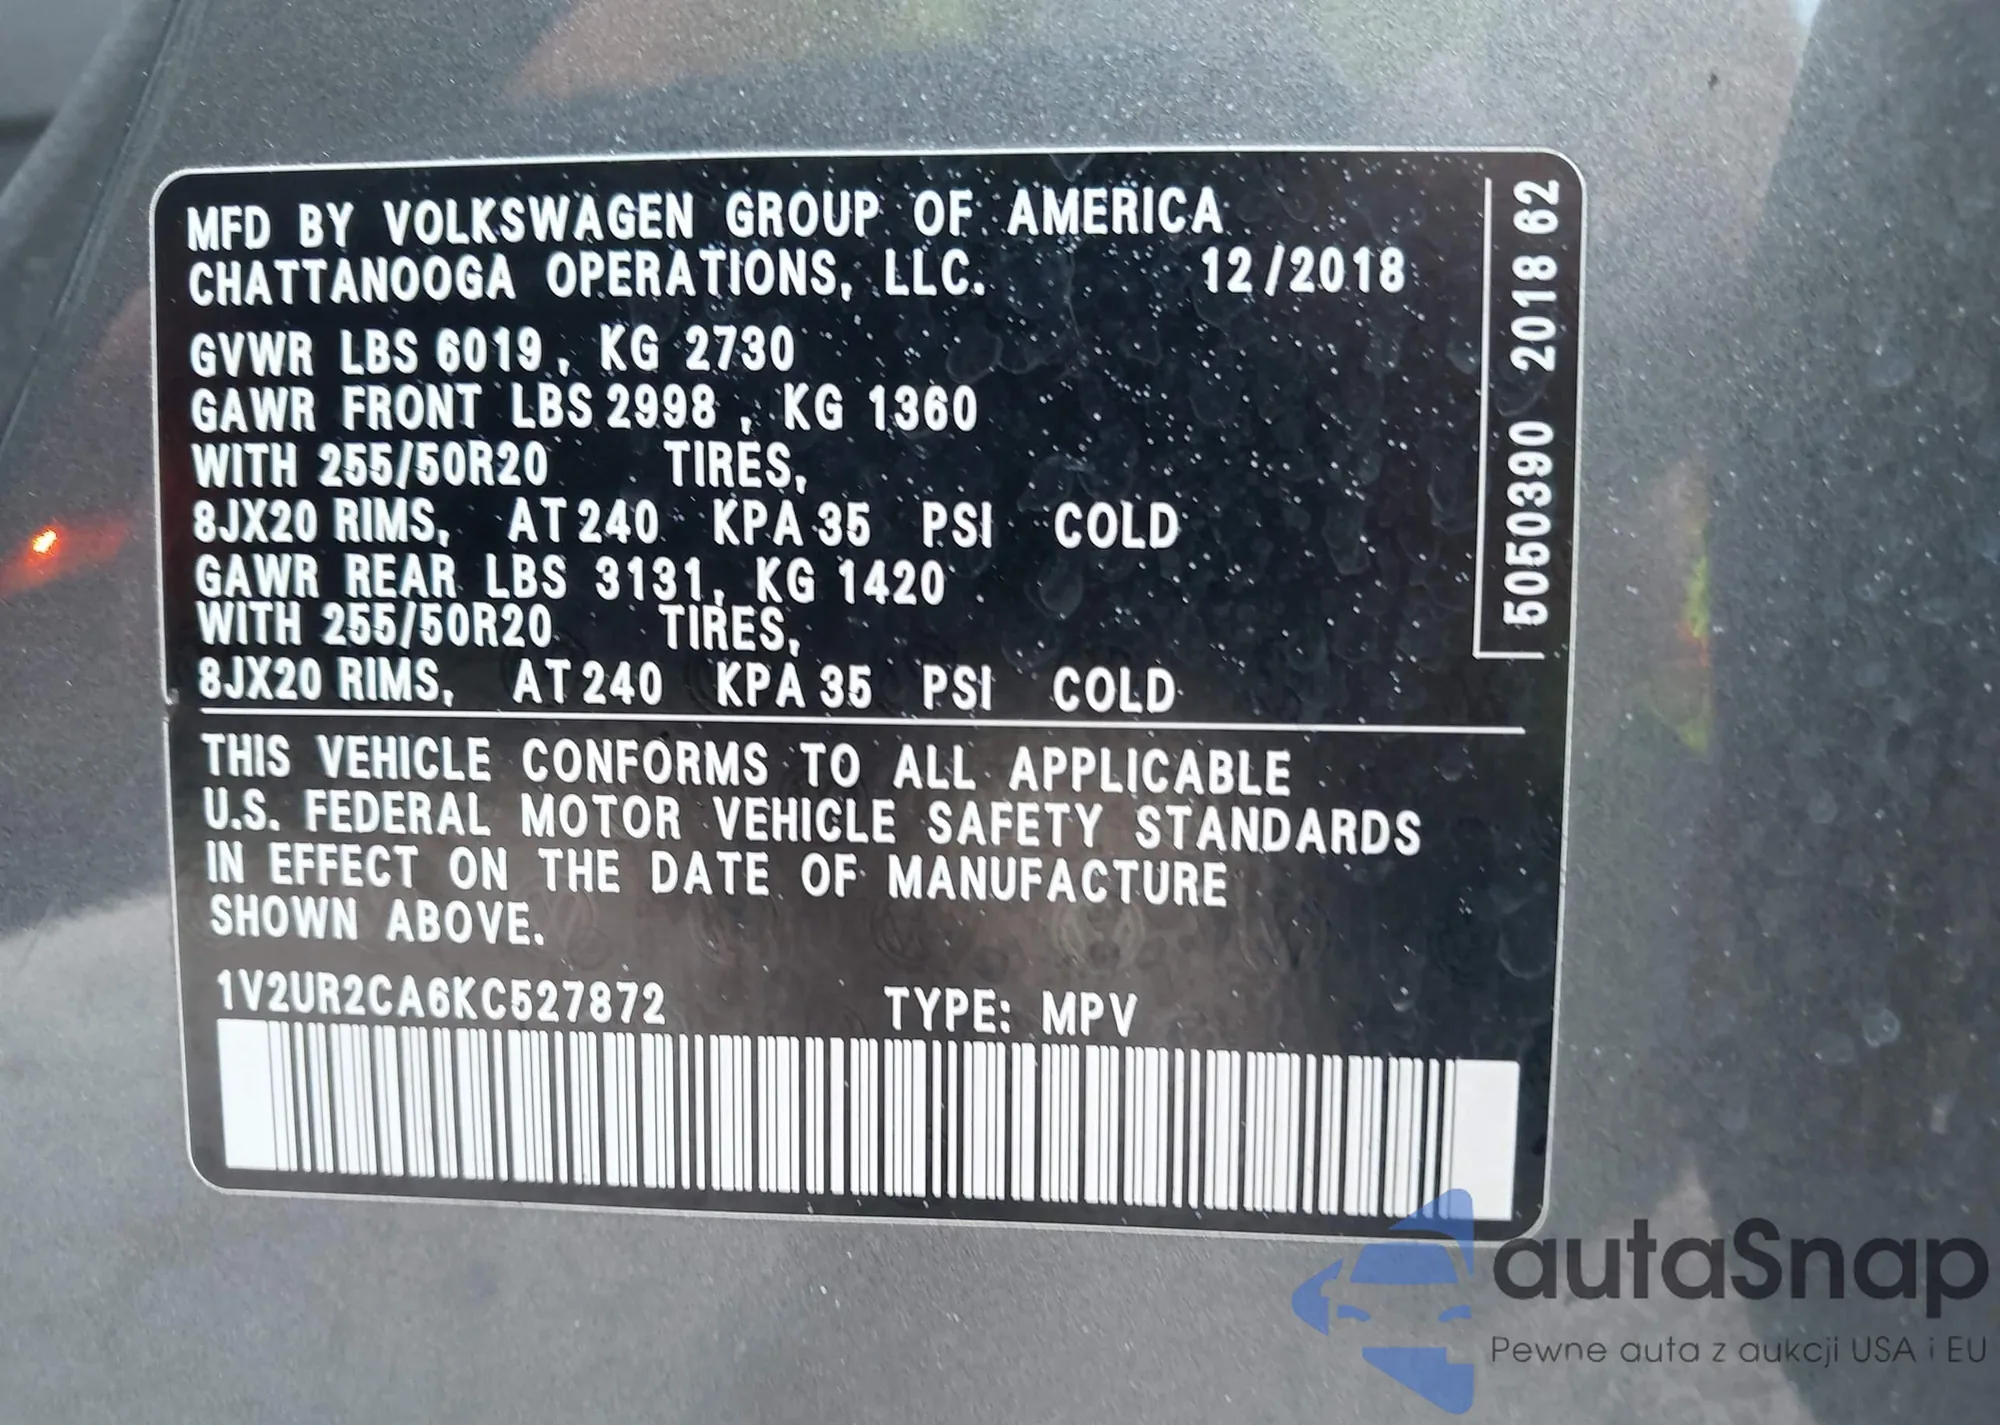 MFD BY VOLKSWAGEN GROUP OF AMERICA
CHATTANOOGA OPERATIONS, LLC. 12/2018
GVWR LBS 6019, KG 2730
GAWR FRONT LBS 2998, KG 1360
WITH 255/50R20 TIRES,
8JX20 RIMS, AT 240 KPA 35 PSI COLD
GAWR REAR LBS 3131, KG 1420
WITH 255/50R20 TIRES,
8JX20 RIMS, AT 240 KPA 35 PSI COLD
THIS VEHICLE CONFORMS TO ALL APPLICABLE
U.S. FEDERAL MOTOR VEHICLE SAFETY STANDARDS
IN EFFECT ON THE DATE OF MANUFACTURE
SHOWN ABOVE.
1V2UR2CA6KC527872 TYPE: MPV
5050390 2018 62
autaSnap
Pewne auta z aukcji USA i EU